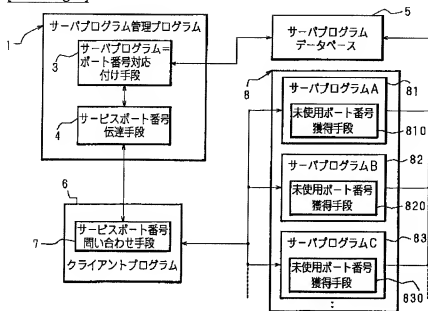 1
サーバプログラム管理プログラム
3
サーバプログラム=
ポート番号対応
付け手段
4
サービスポート番号
伝達手段
5
サーバプログラム
データベース
6
7
サービスポート番号
問い合わせ手段
クライアントプログラム
8
サーバプログラムA
81
未使用ポート番号
獲得手段
810
サーバプログラムB
82
未使用ポート番号
獲得手段
820
サーバプログラムC
83
未使用ポート番号
獲得手段
830